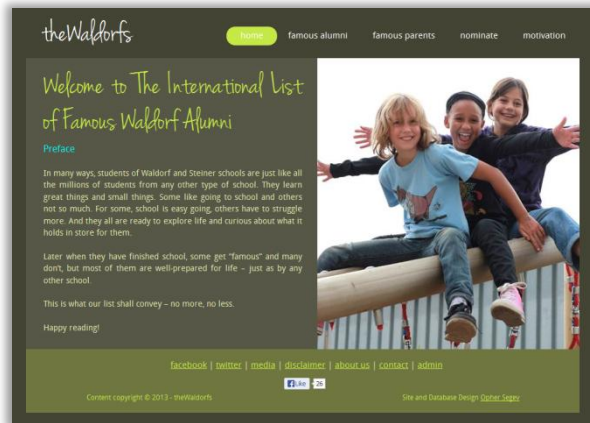 theWaldorfs
home famous alumni famous parents nominate motivation
Welcome to The International List
of Famous Waldorf Alumni
Preface
In many ways, students of Waldorf and Steiner schools are just like all
the millions of students from any other type of school. They learn
great things and small things. Some like going to school and others
not so much. For some, school is easy going, others have to struggle
more. And they all are ready to explore life and curious about what it
holds in store for them.
Later when they have finished school, some get "famous" and many
don't, but most of them are well-prepared for life – just as by any
other school.
This is what our list shall convey – no more, no less.
Happy reading!
facebook | twitter | media | disclaimer | about us | contact | admin
Like 26
Content copyright © 2013 - theWaldorfs
Site and Database Design Opher Segev